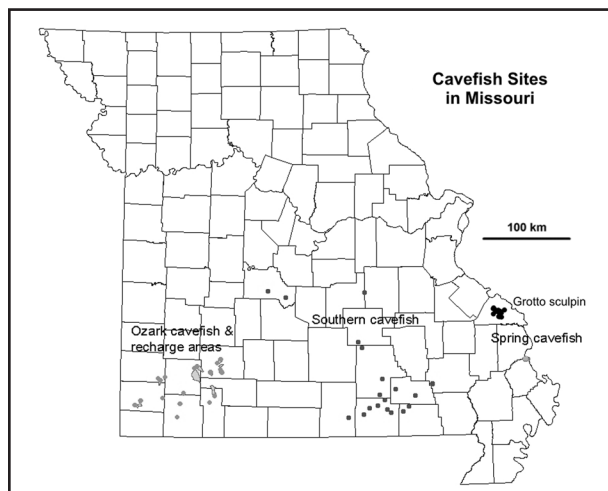 Cavefish Sites
in Missouri
100 km
Grotto sculpin
Southern cavefish
Ozark cavefish &
recharge areas
Spring cavefish